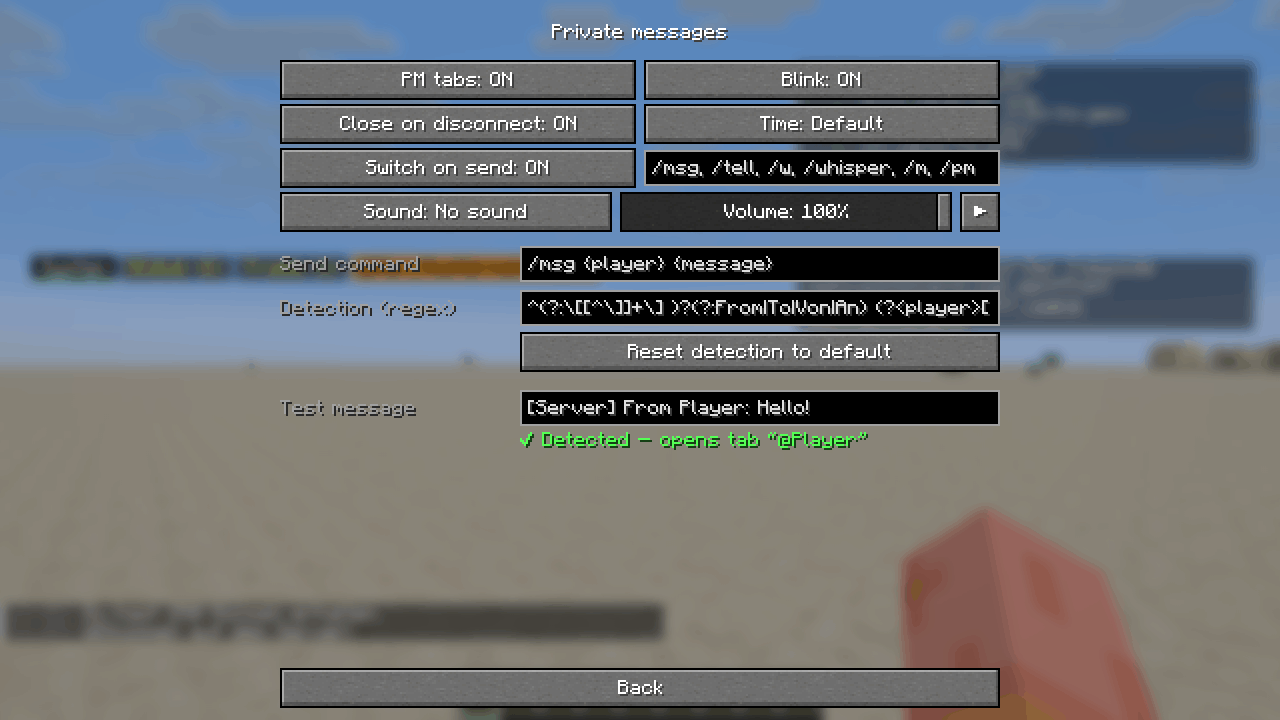 Private messages
PM tabs: ON
Blink: ON
Close on disconnect: ON
Time: Default
Switch on send: ON
/msg, /tell, /w, /whisper, /m, /pm
Sound: No sound
Volume: 100%
Send command
/msg {player} {message}
Detection (regex)
^(?:\[[^\]]+\] )?(?:From|To|Von|An) (?<player>[
Reset detection to default
Test message
[Server] From Player: Hello!
✓ Detected – opens tab "@Player"
Back